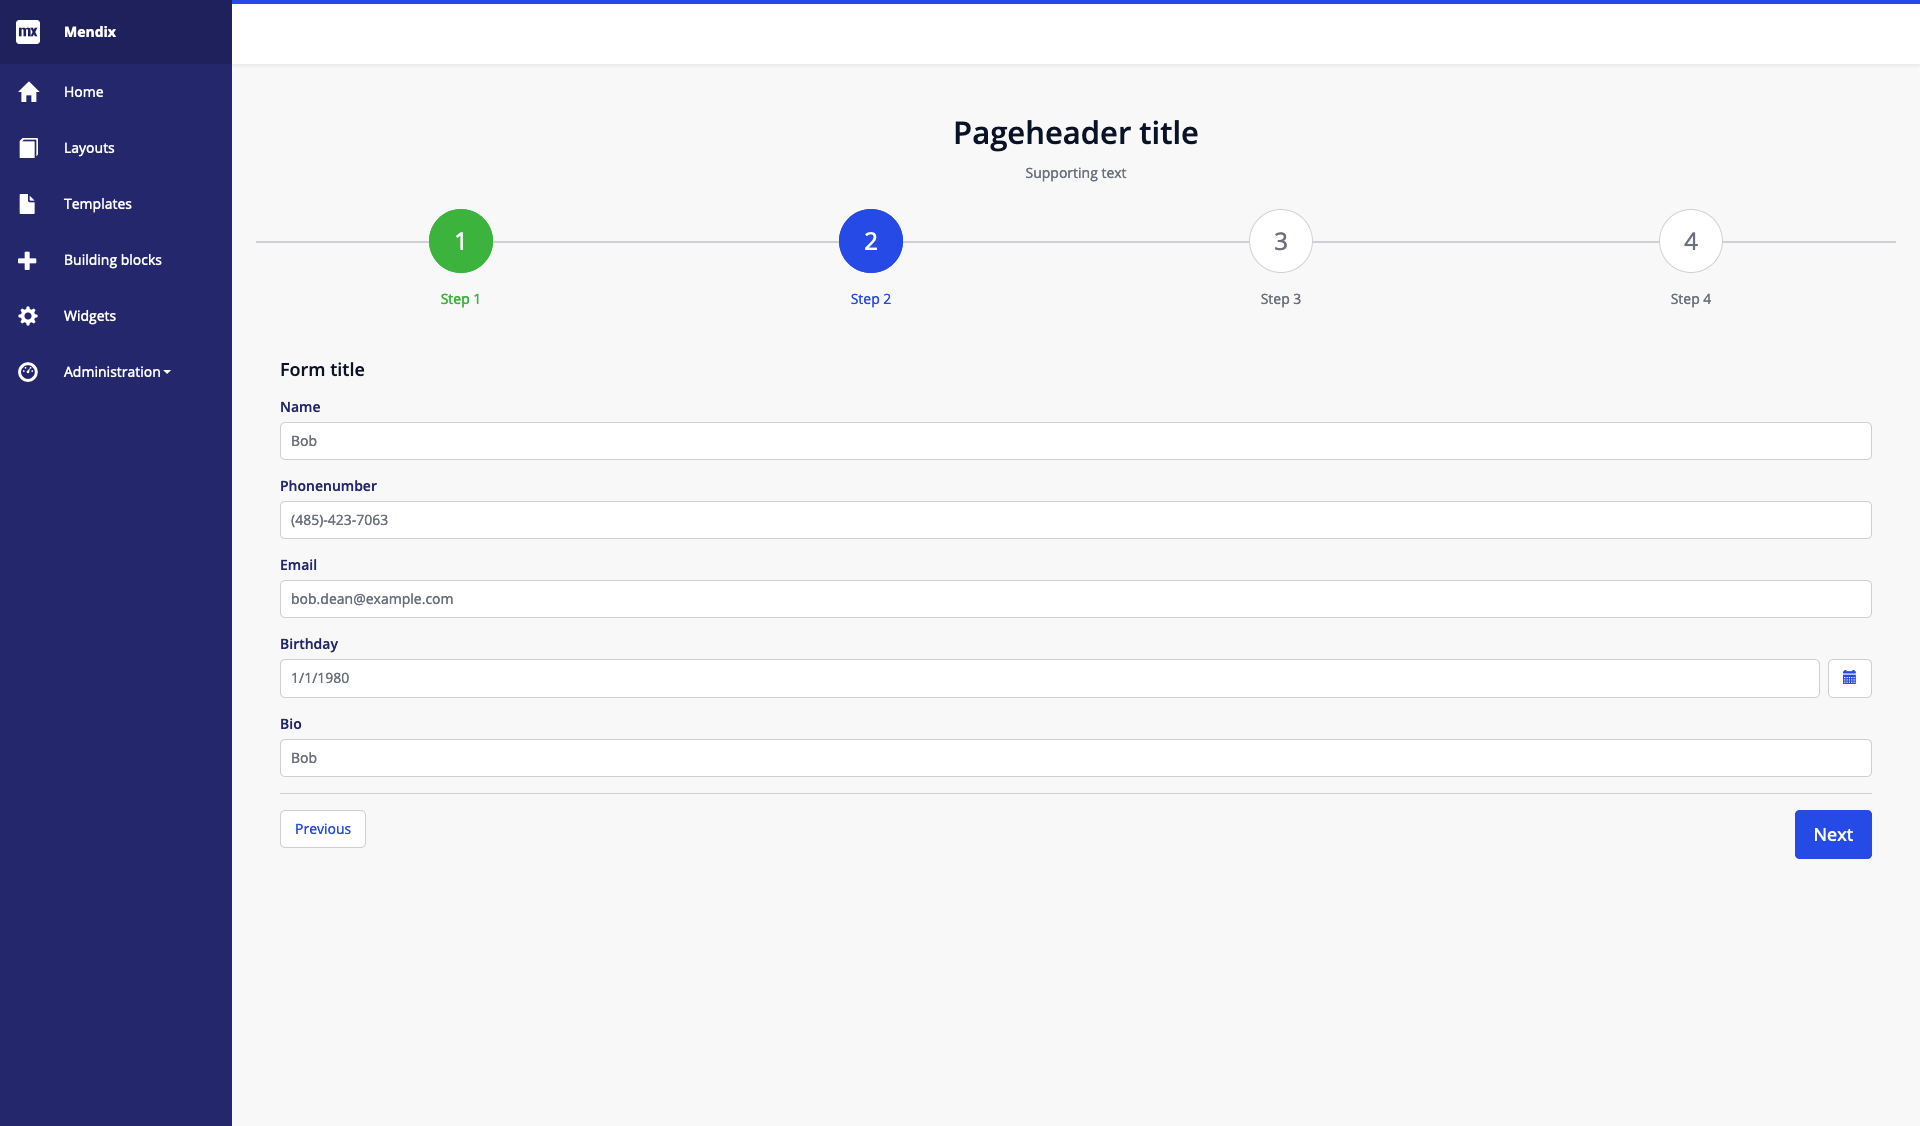 mx Mendix
Home
Layouts
Templates
Building blocks
Widgets
Administration
Pageheader title
Supporting text
1 2 3 4
Step 1 Step 2 Step 3 Step 4
Form title
Name
Bob
Phonenumber
(485)-423-7063
Email
bob.dean@example.com
Birthday
1/1/1980
Bio
Bob
Previous Next